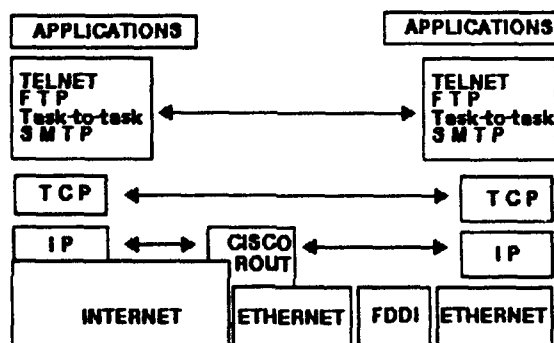 APPLICATIONS
APPLICATIONS
TELNET
FTP
Task-to-task
SMTP
TELNET
FTP
Task-to-task
SMTP
TCP
TCP
IP
CISCO
ROUT
IP
INTERNET
ETHERNET
FDDI
ETHERNET